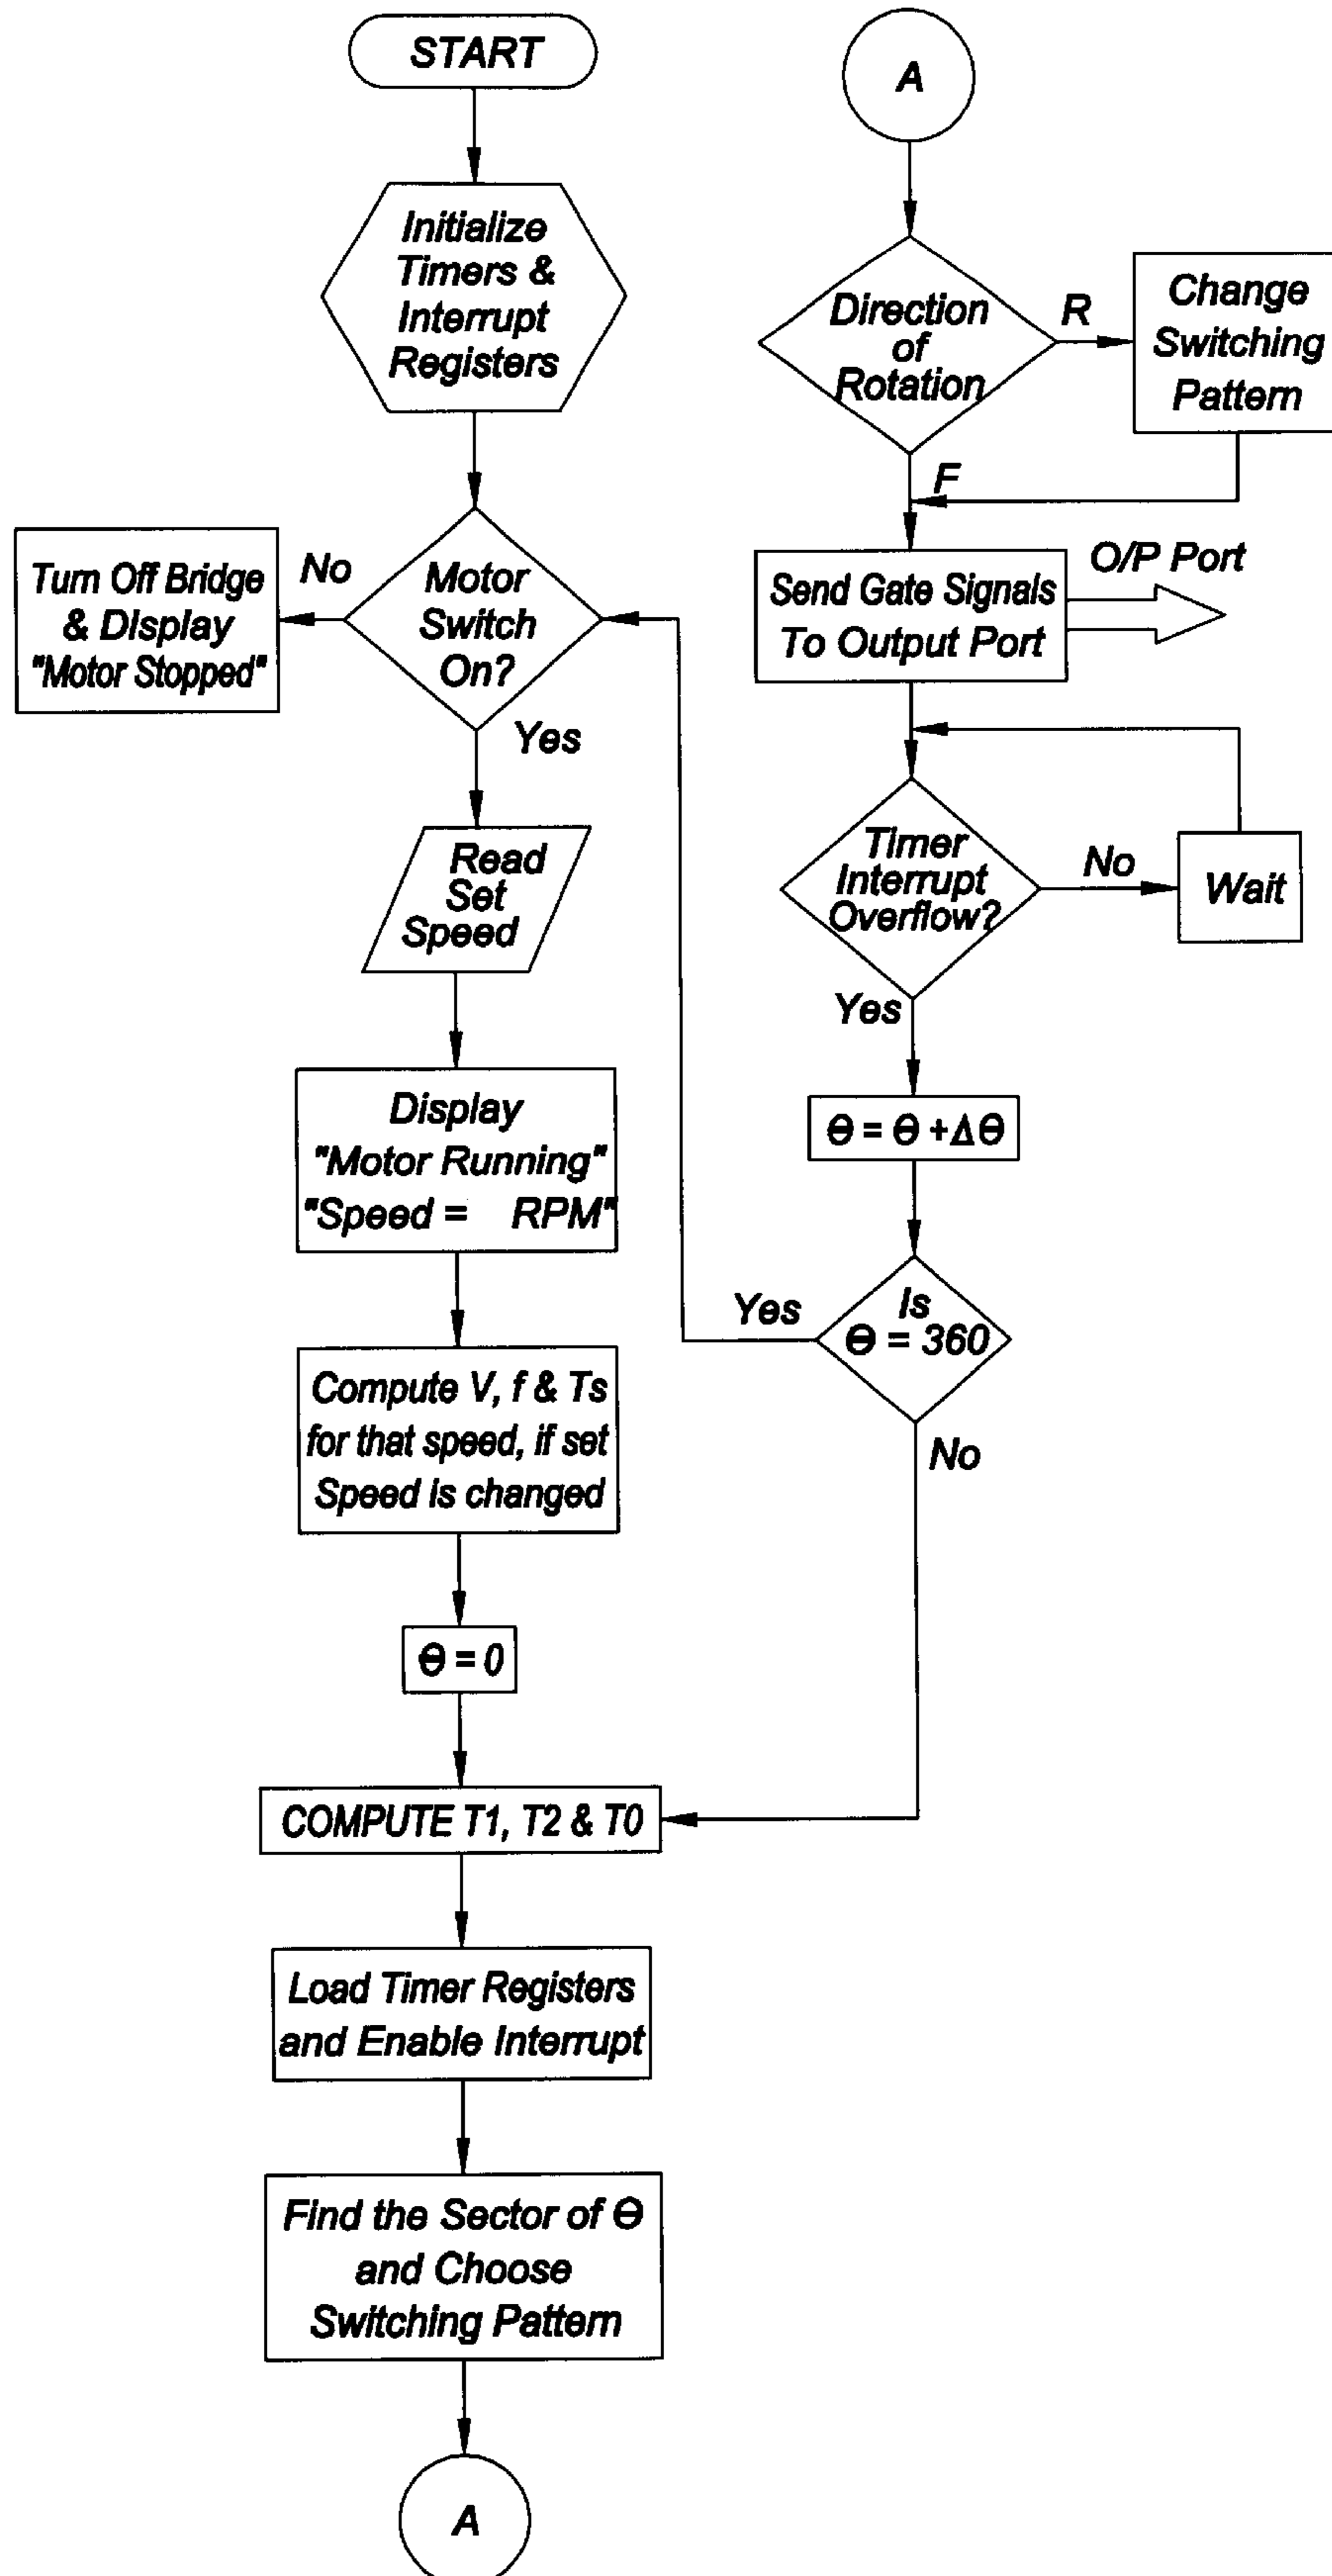 START
Initialize
Timers &
Interrupt
Registers
Motor
Switch
On?
No
Turn Off Bridge
& Display
"Motor Stopped"
Yes
Read
Set
Speed
Display
"Motor Running"
"Speed = RPM"
Compute V, f & Ts
for that speed, if set
Speed is changed
Θ = 0
COMPUTE T1, T2 & T0
Load Timer Registers
and Enable Interrupt
Find the Sector of Θ
and Choose
Switching Pattern
A
A
Direction
of
Rotation
R
Change
Switching
Pattern
F
Send Gate Signals
To Output Port
O/P Port
Timer
Interrupt
Overflow?
No
Wait
Yes
Θ = Θ + ΔΘ
Is
Θ = 360
Yes
No